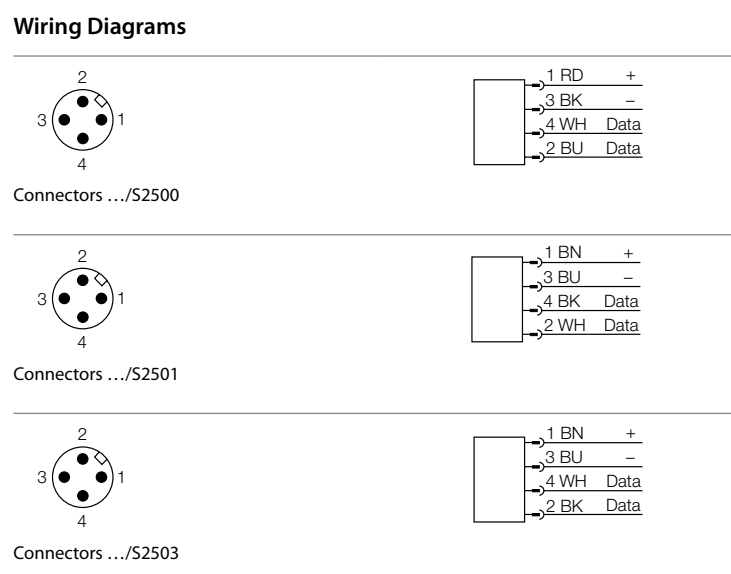 Wiring Diagrams
2
3 1
4
1 RD +
3 BK –
4 WH Data
2 BU Data
Connectors …/S2500
2
3 1
4
1 BN +
3 BU –
4 BK Data
2 WH Data
Connectors …/S2501
2
3 1
4
1 BN +
3 BU –
4 WH Data
2 BK Data
Connectors …/S2503